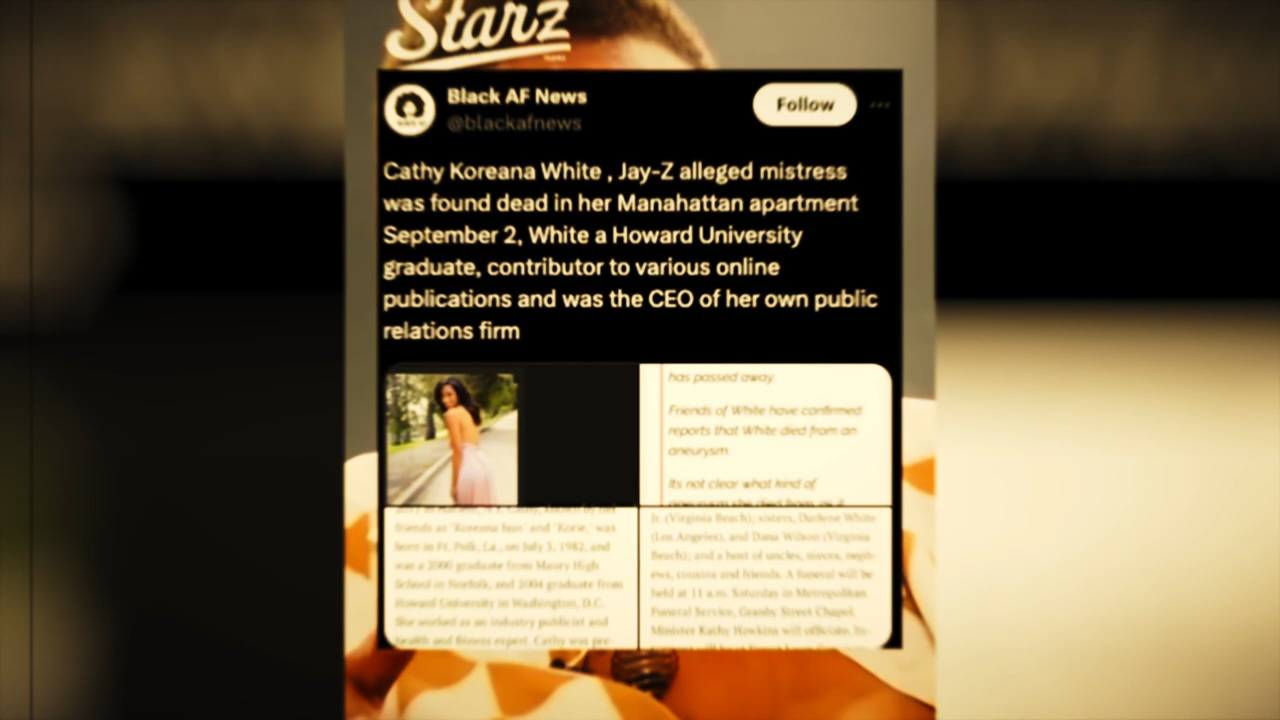 Starz
Black AF News
@blackafnews
Follow
Cathy Koreana White , Jay-Z alleged mistress
was found dead in her Manahattan apartment
September 2, White a Howard University
graduate, contributor to various online
publications and was the CEO of her own public
relations firm
has passed away.
Friends of White have confirmed
reports that White died from an
aneurysm.
Its not clear what kind of
friends as "Koreana bun" and "Korie," was
born in Ft. Polk, La., on July 3, 1982, and
was a 2000 graduate from Maury High
School in Norfolk, and 2004 graduate from
Howard University in Washington, D.C.
She worked as an industry publicist and
health and fitness expert. Cathy was pre-
Jr. (Virginia Beach); sisters, Darlene White
(Los Angeles), and Dana Wilson (Virginia
Beach); and a host of uncles, nieces, neph-
ews, cousins and friends. A funeral will be
held at 11 a.m. Saturday in Metropolitan
Funeral Service, Granby Street Chapel.
Minister Kathy Hawkins will officiate.